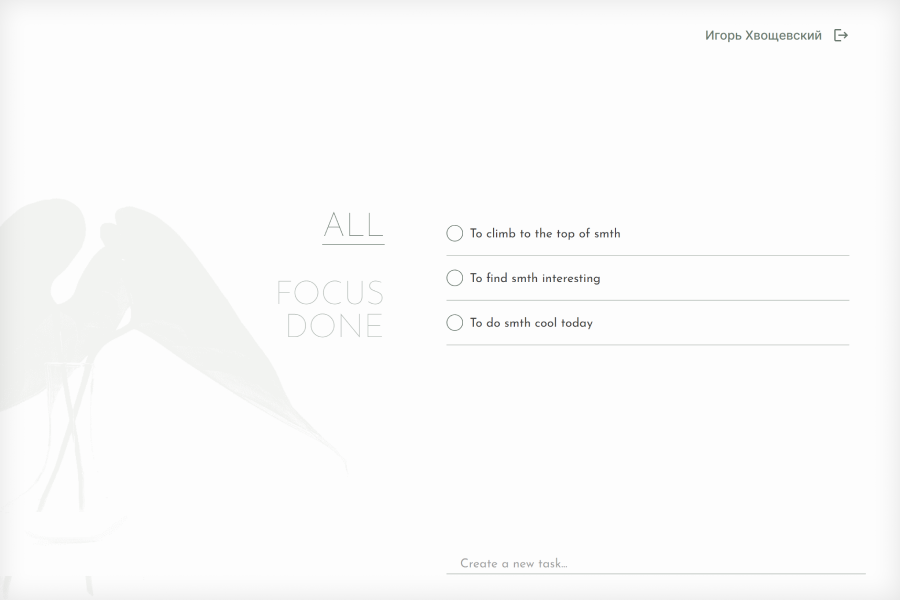 Игорь Хвощевский
ALL
FOCUS
DONE
To climb to the top of smth
To find smth interesting
To do smth cool today
Create a new task...